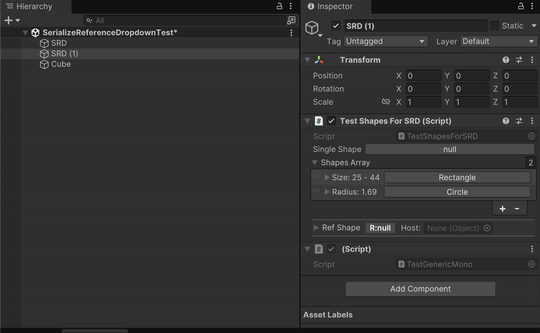 Hierarchy
All
SerializeReferenceDropdownTest*
SRD
SRD (1)
Cube
Inspector
SRD (1)
Static
Tag Untagged Layer Default
Transform
Position X 0 Y 0 Z 0
Rotation X 0 Y 0 Z 0
Scale X 1 Y 1 Z 1
Test Shapes For SRD (Script)
Script TestShapesForSRD
Single Shape null
Shapes Array 2
Size: 25 - 44 Rectangle
Radius: 1.69 Circle
+ -
Ref Shape R:null Host: None (Object)
(Script)
Script TestGenericMono
Add Component
Asset Labels